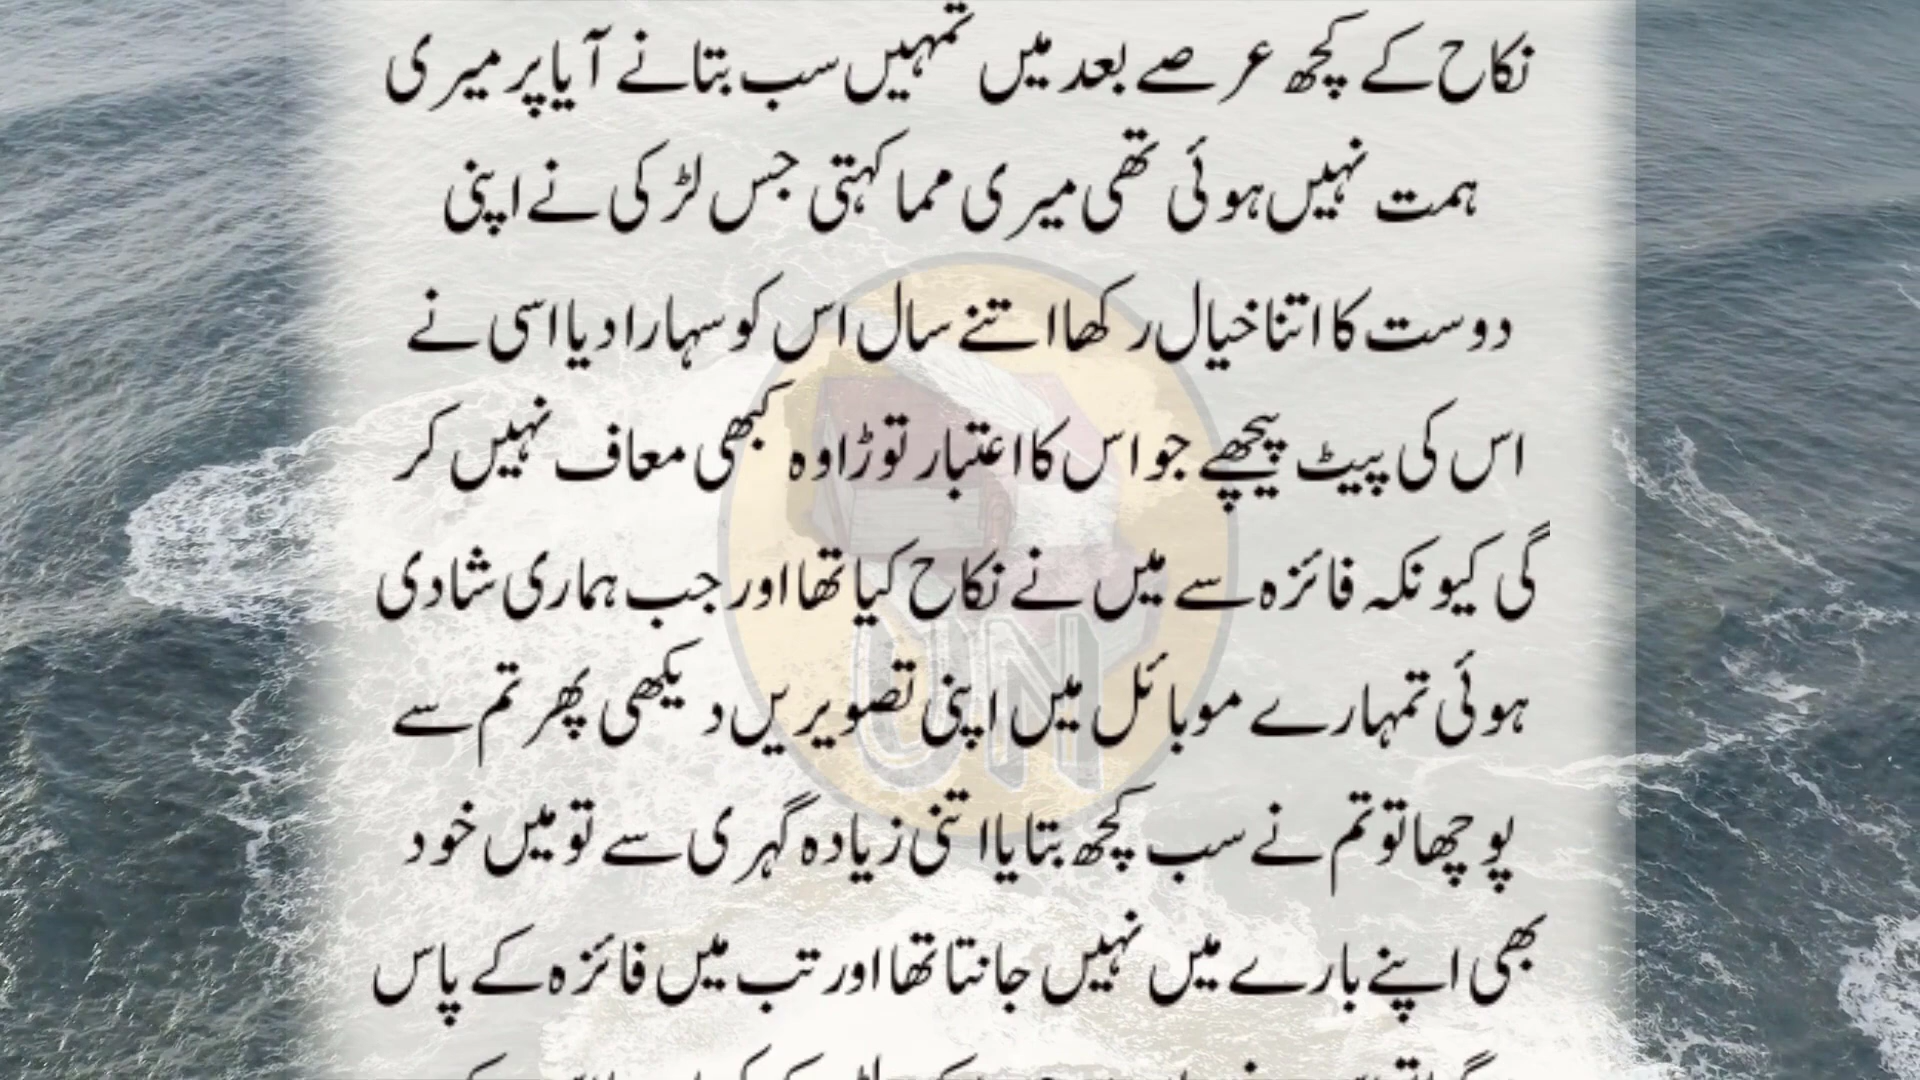 نکاح کے کچھ عرصے بعد میں تمہیں سب بتانے آیا پر میری
ہمت نہیں ہوئی تھی میری مما کہتی جس لڑکی نے اپنی
دوست کا اتنا خیال رکھا اتنے سال اس کو سہارا دیا اسی نے
اس کی پیٹ پیچھے جو اس کا اعتبار توڑا وہ کبھی معاف نہیں کر
گی کیونکہ فائزہ سے میں نے نکاح کیا تھا اور جب ہماری شادی
ہوئی تمہارے موبائل میں اپنی تصویریں دیکھی پھر تم سے
پوچھا تو تم نے سب کچھ بتایا اتنی زیادہ گہری سے تو میں خود
بھی اپنے بارے میں نہیں جانتا تھا اور تب میں فائزہ کے پاس
UN